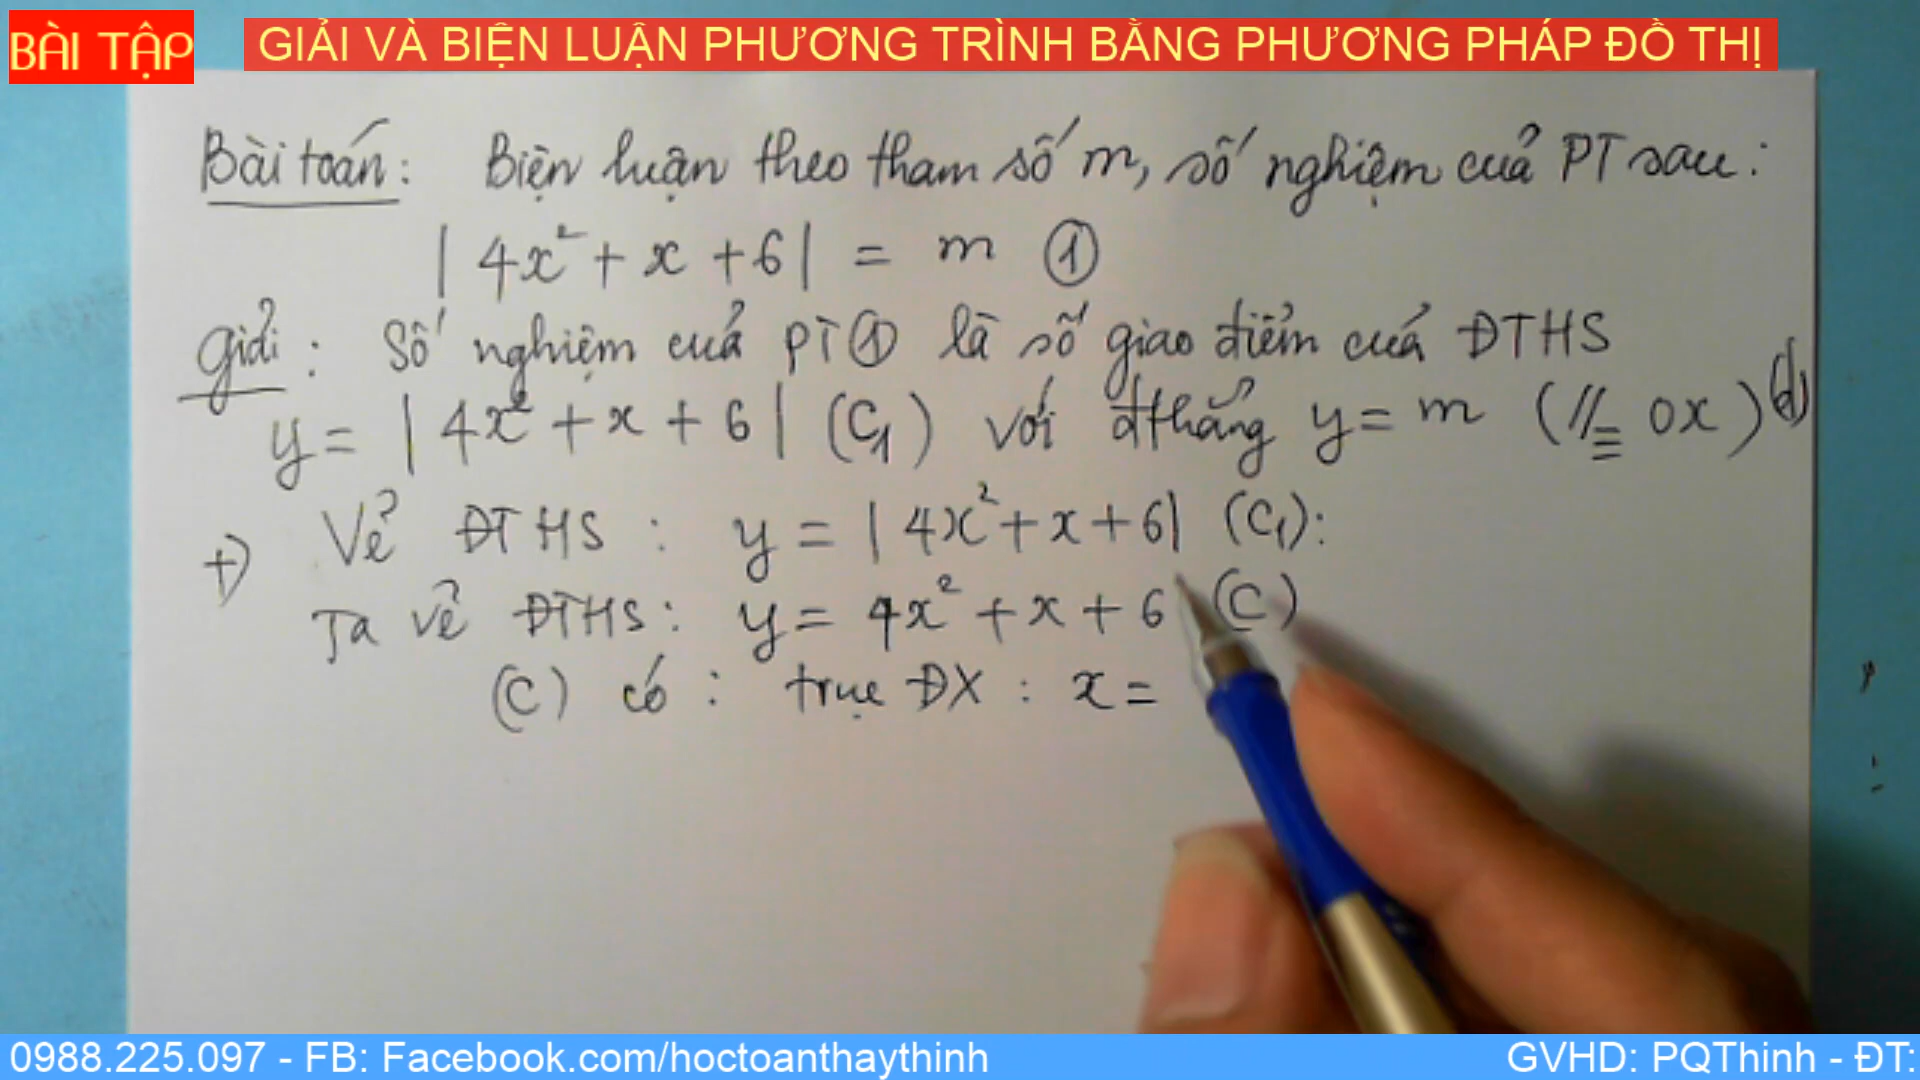 BÀI TẬP
GIẢI VÀ BIỆN LUẬN PHƯƠNG TRÌNH BẰNG PHƯƠNG PHÁP ĐỒ THỊ
Bài toán: Biện luận theo tham số m, số nghiệm của PT sau:
|4x² + x + 6| = m ①
Giải: Số nghiệm của PT① là số giao điểm của ĐTHS
y = |4x² + x + 6| (C₁) với đthẳng y = m (//≡ ox) (d)
+) Vẽ ĐTHS: y = |4x² + x + 6| (C₁):
Ta vẽ ĐTHS: y = 4x² + x + 6 (C)
(C) có: trục ĐX: x =
0988.225.097 - FB: Facebook.com/hoctoanthaythinh
GVHD: PQThinh - ĐT: